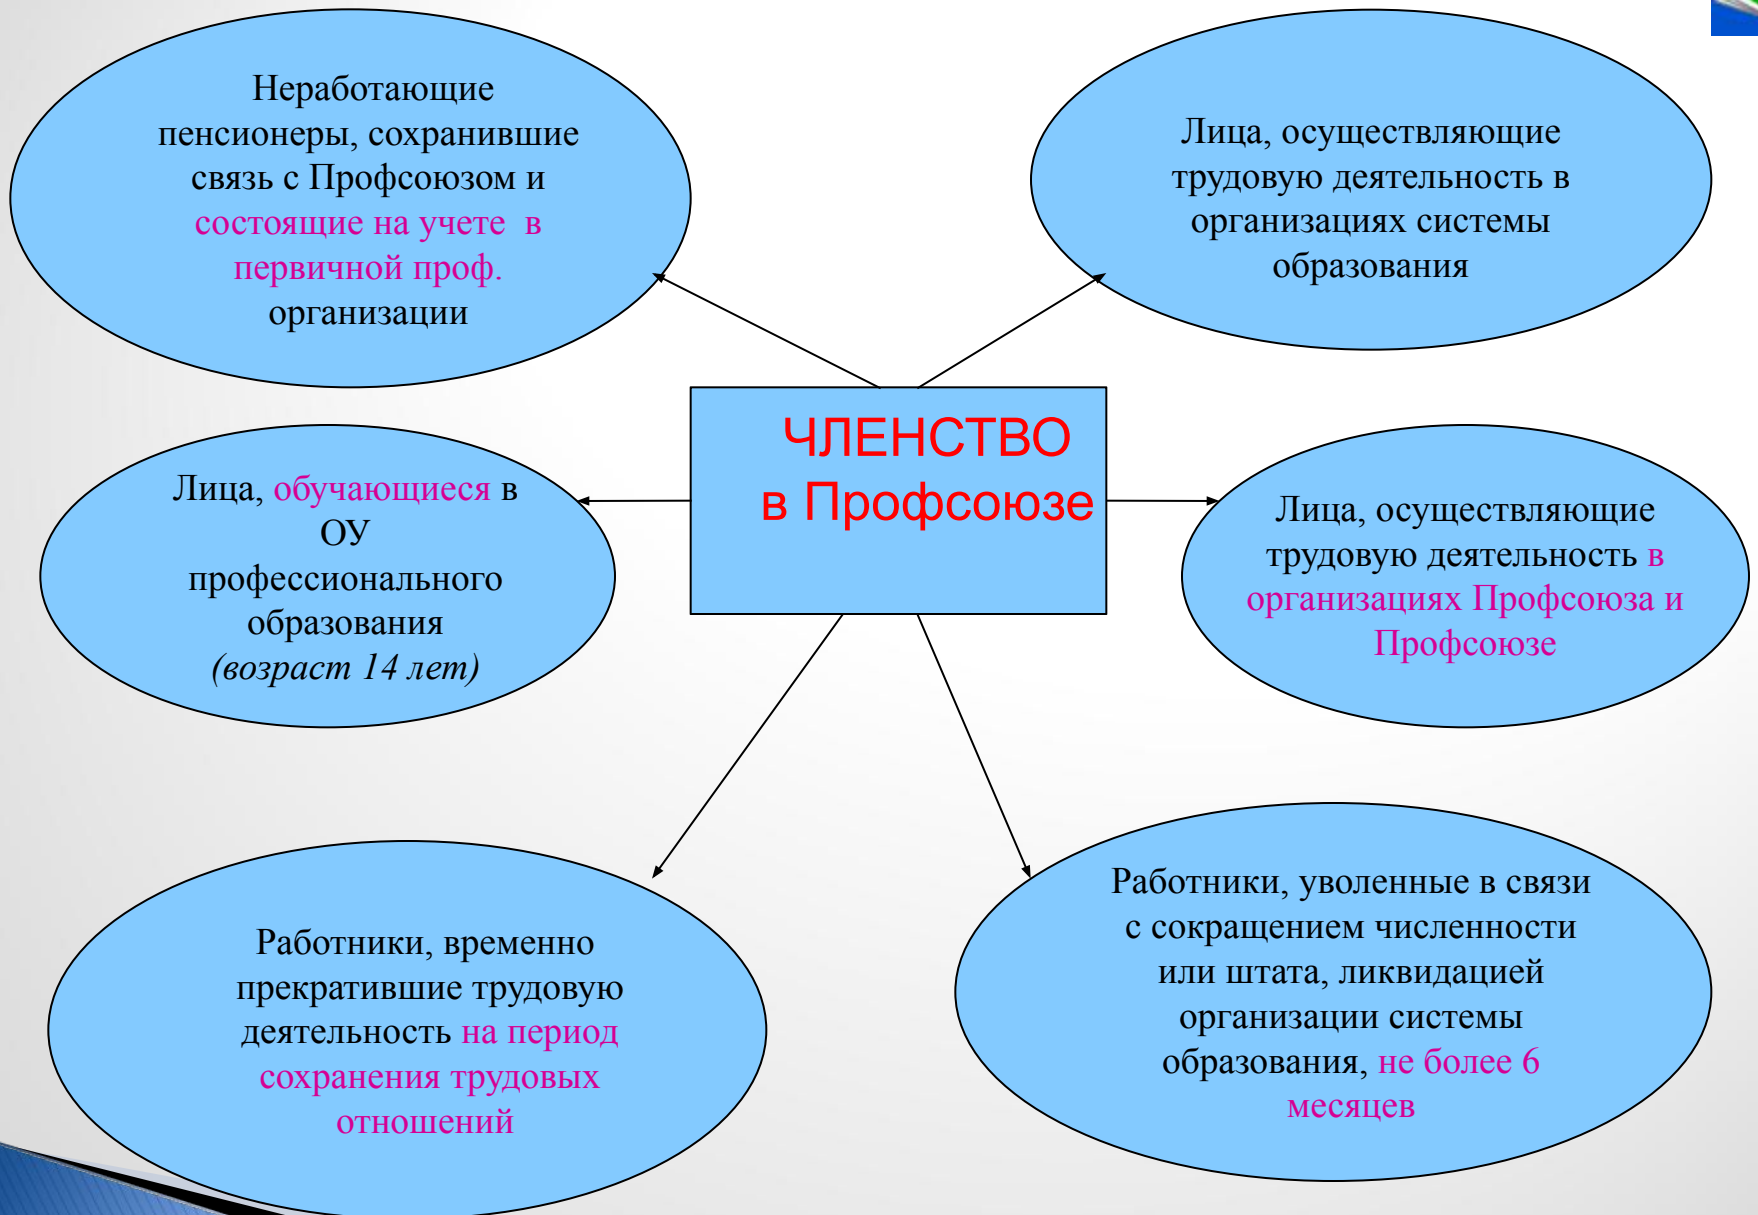 Неработающие
пенсионеры, сохранившие
связь с Профсоюзом и
состоящие на учете в
первичной проф.
организации
Лица, осуществляющие
трудовую деятельность в
организациях системы
образования
ЧЛЕНСТВО
в Профсоюзе
Лица, обучающиеся в
ОУ
профессионального
образования
(возраст 14 лет)
Лица, осуществляющие
трудовую деятельность в
организациях Профсоюза и
Профсоюзе
Работники, временно
прекратившие трудовую
деятельность на период
сохранения трудовых
отношений
Работники, уволенные в связи
с сокращением численности
или штата, ликвидацией
организации системы
образования, не более 6
месяцев